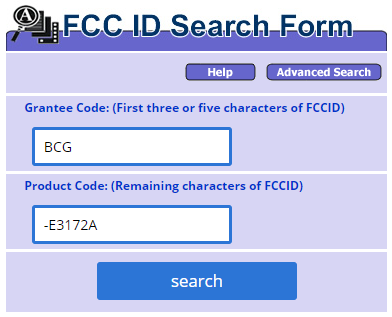 FCC ID Search Form
Help Advanced Search
Grantee Code: (First three or five characters of FCCID)
BCG
Product Code: (Remaining characters of FCCID)
-E3172A
search